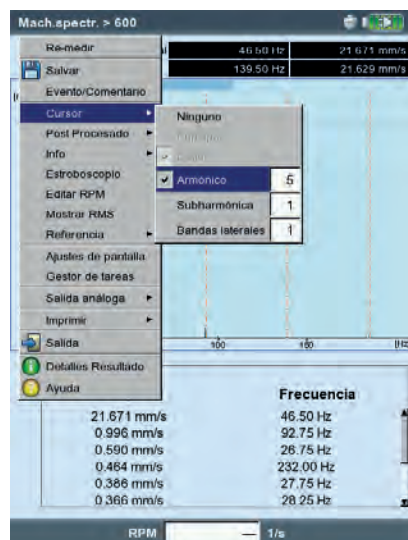 Mach.spectr. > 600
Re-medir
46.50 Hz 21.671 mm/s
Salvar 139.50 Hz 21.629 mm/s
Evento/Comentario
Cursor
Ninguno
Post Procesado
Info
Estroboscopio
Armónico 5
Editar RPM
Subharmónica 1
Mostrar RMS
Bandas laterales 1
Referencia
Ajustes de pantalla
Gestor de tareas
Salida análoga
Imprimir
Salida 100 150 Hz
Detalles Resultado
Ayuda
Frecuencia
21.671 mm/s 46.50 Hz
0.996 mm/s 92.75 Hz
0.590 mm/s 26.75 Hz
0.464 mm/s 232.00 Hz
0.386 mm/s 27.75 Hz
0.366 mm/s 28.25 Hz
RPM — 1/s